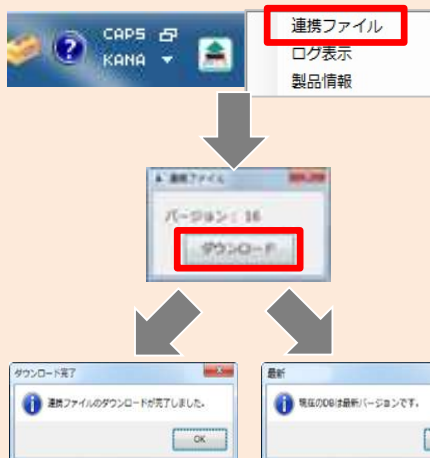 CAPS
KANA
連携ファイル
ログ表示
製品情報
連携ファイル
バージョン: 16
ダウンロード
ダウンロード完了
連携ファイルのダウンロードが完了しました。
OK
最新
現在のDBは最新バージョンです。